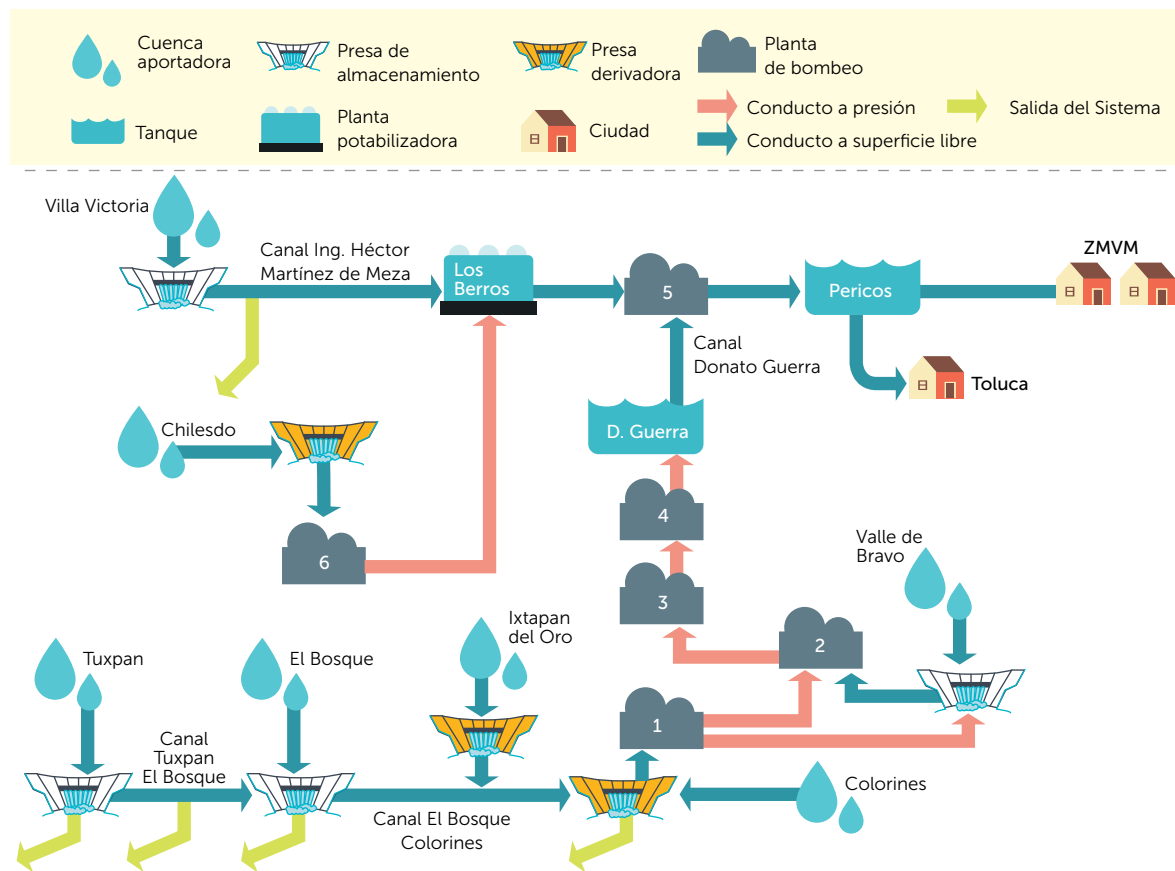 Cuenca
aportadora
Presa de
almacenamiento
Presa
derivadora
Planta
de bombeo
Tanque
Planta
potabilizadora
Ciudad
Conducto a presión
Salida del Sistema
Conducto a superficie libre
Villa Victoria
Canal Ing. Héctor
Martínez de Meza
Los
Berros
5
Pericos
ZMVM
Canal
Donato Guerra
Toluca
Chilesdo
D. Guerra
6
4
3
Valle de
Bravo
2
Ixtapan
del Oro
Tuxpan
El Bosque
1
Canal
Tuxpan
El Bosque
Canal El Bosque
Colorines
Colorines